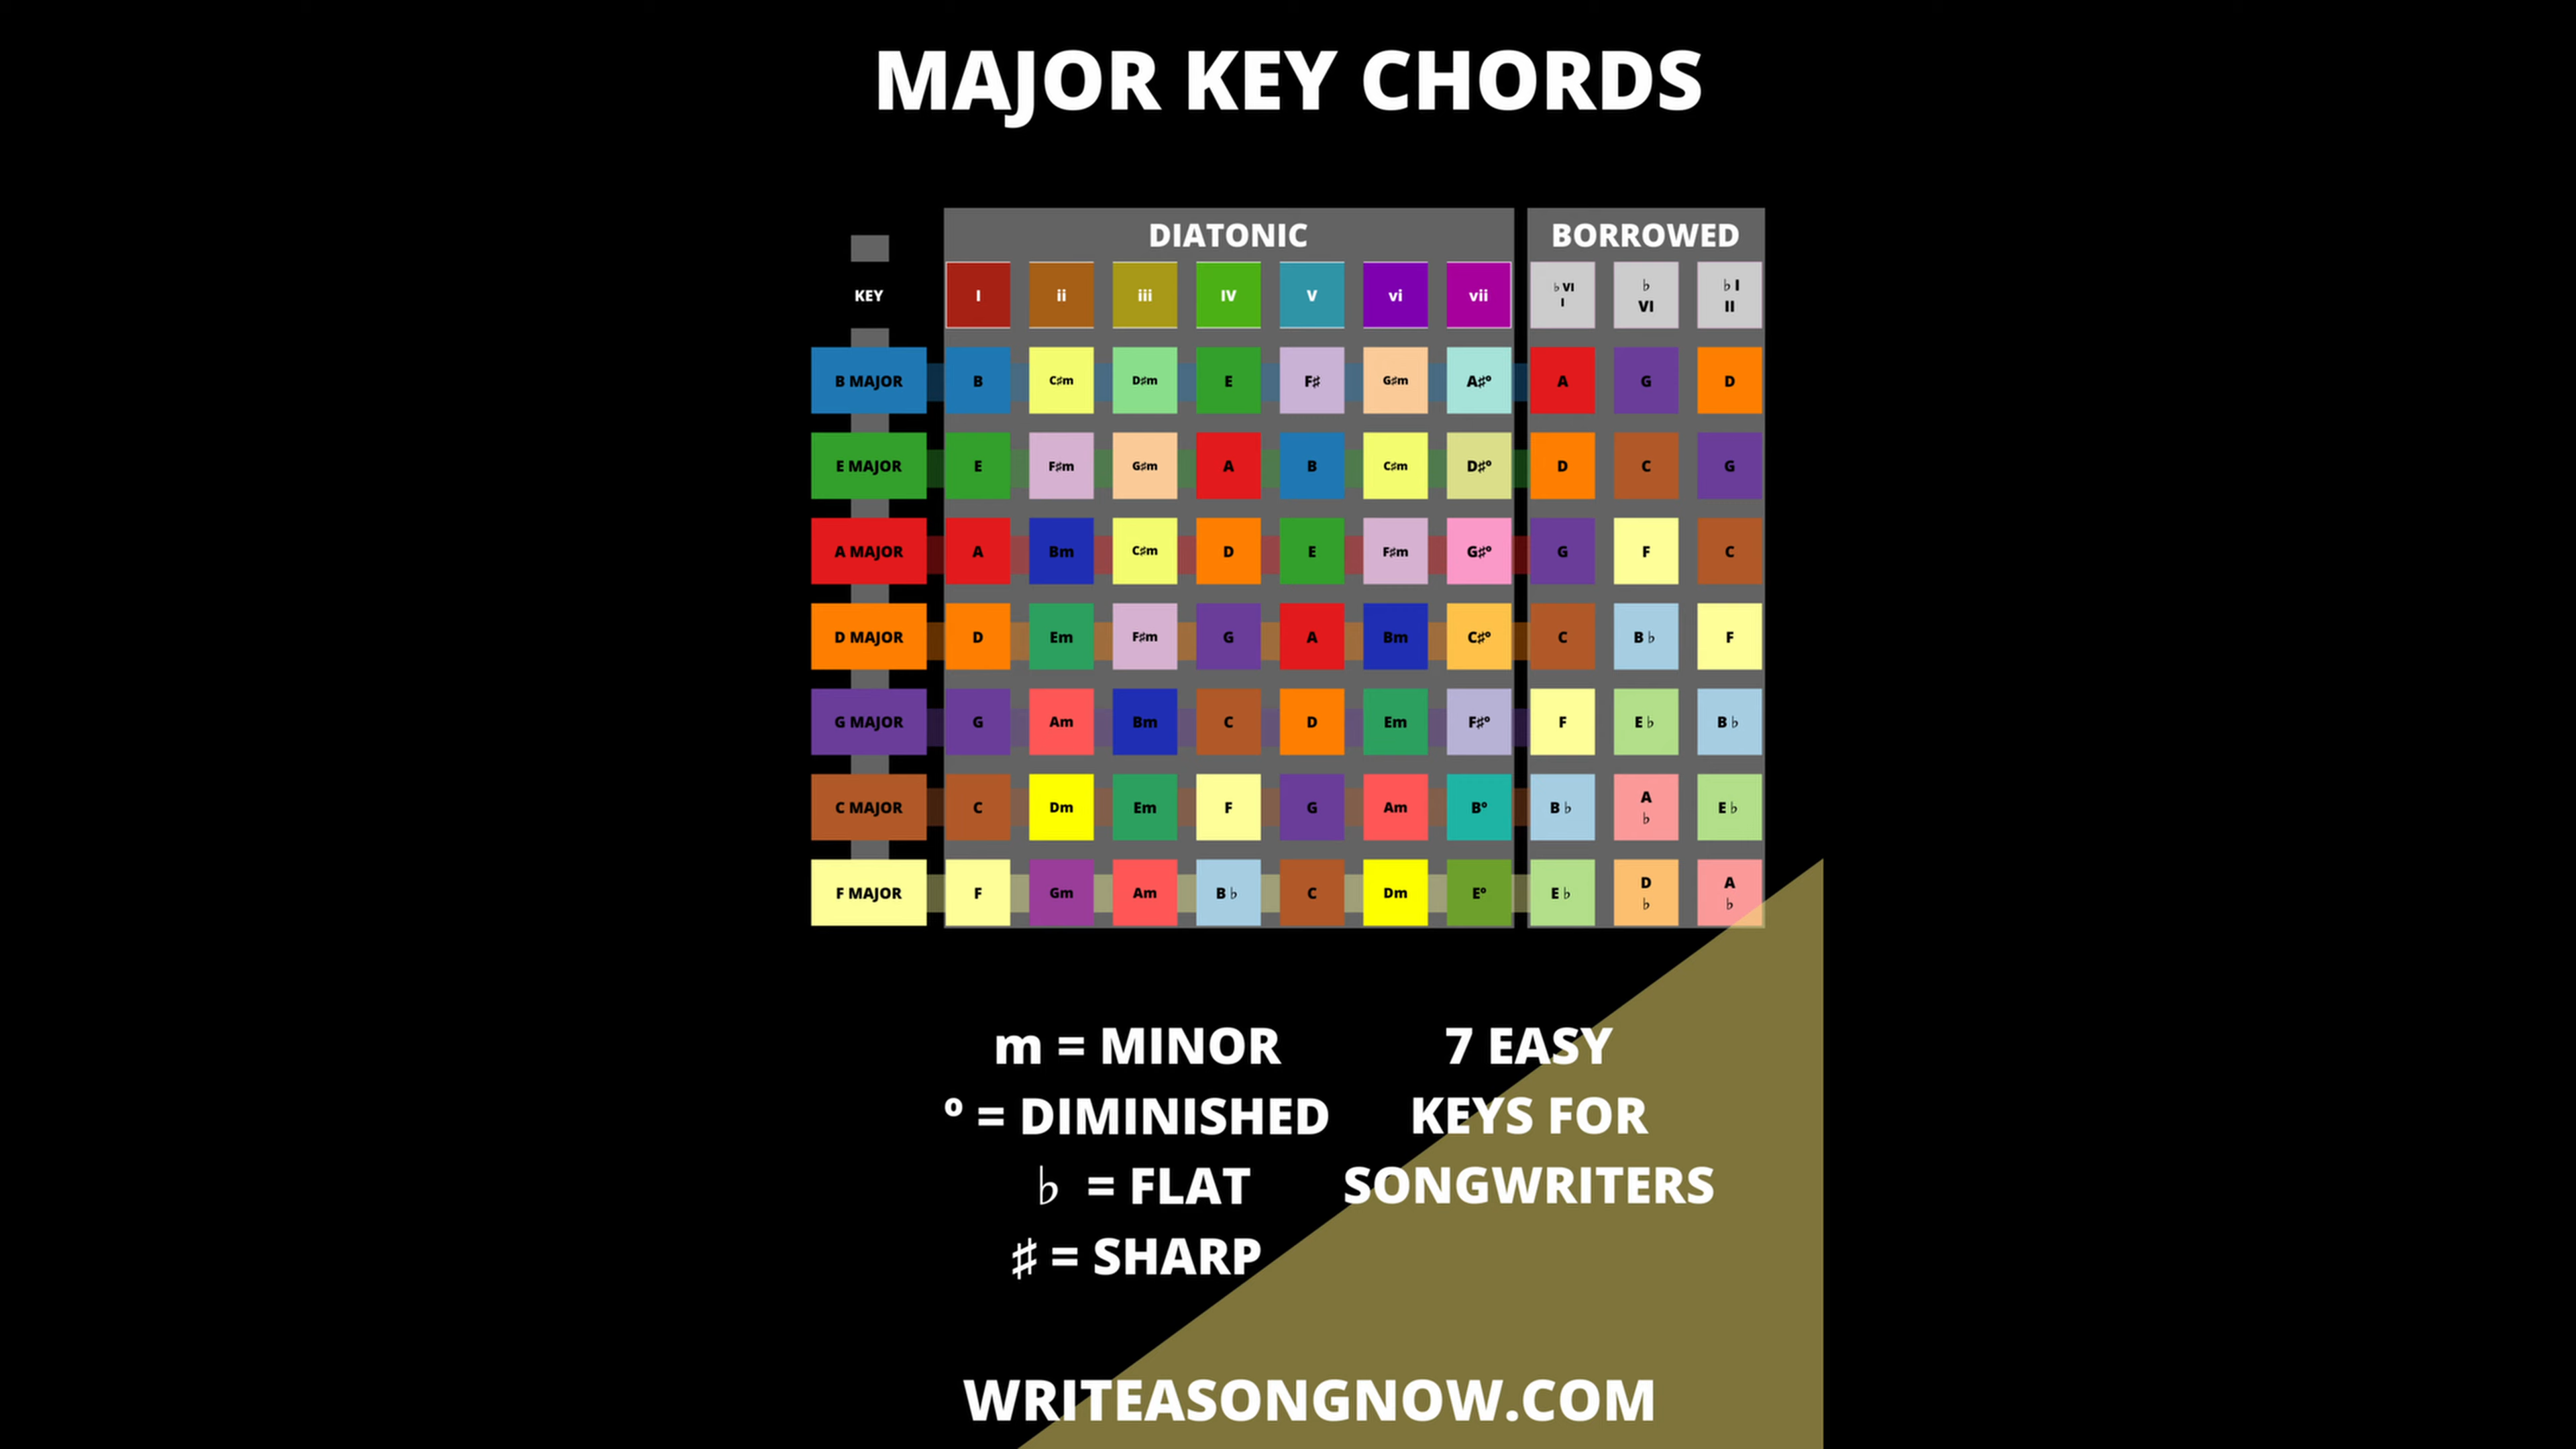 MAJOR KEY CHORDS
DIATONIC BORROWED
KEY I ii iii IV V vi vii ♭VI ♭ ♭I
I VI II
B MAJOR B C♯m D♯m E F♯ G♯m A♯º A G D
E MAJOR E F♯m G♯m A B C♯m D♯º D C G
A MAJOR A Bm C♯m D E F♯m G♯º G F C
D MAJOR D Em F♯m G A Bm C♯º C B♭ F
G MAJOR G Am Bm C D Em F♯º F E♭ B♭
C MAJOR C Dm Em F G Am Bº B♭ A♭ E♭
F MAJOR F Gm Am B♭ C Dm Eº E♭ D♭ A♭
m = MINOR
º = DIMINISHED
♭ = FLAT
♯ = SHARP
7 EASY
KEYS FOR
SONGWRITERS
WRITEASONGNOW.COM